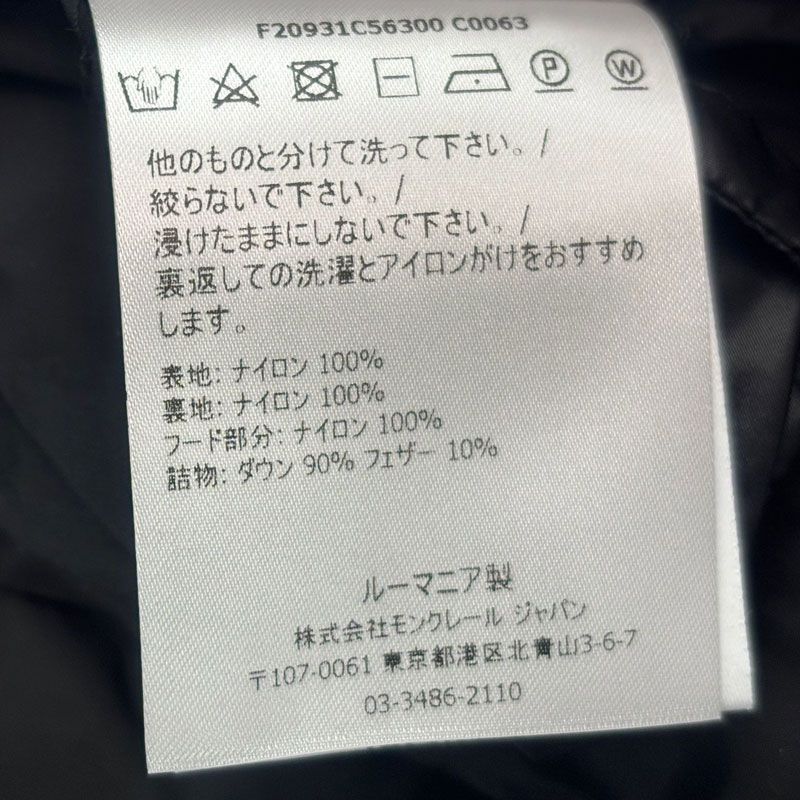 F20931C56300 C0063
P W
他のものと分けて洗って下さい。/
絞らないで下さい。/
浸けたままにしないで下さい。/
裏返しての洗濯とアイロンがけをおすすめ
します。
表地: ナイロン 100%
裏地: ナイロン 100%
フード部分: ナイロン 100%
詰物: ダウン 90% フェザー 10%
ルーマニア製
株式会社モンクレール ジャパン
〒107-0061 東京都港区北青山3-6-7
03-3486-2110